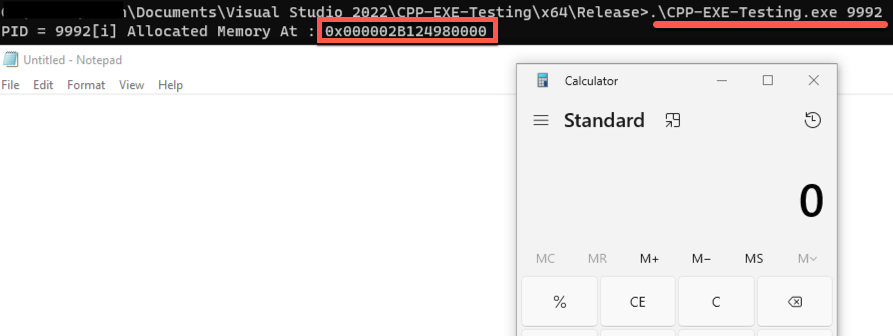 \Documents\Visual Studio 2022\CPP-EXE-Testing\x64\Release>.\CPP-EXE-Testing.exe 9992
PID = 9992[i] Allocated Memory At : 0x000002B124980000
Untitled - Notepad
File Edit Format View Help
Calculator
Standard
0
MC MR M+ M− MS M˅
% CE C